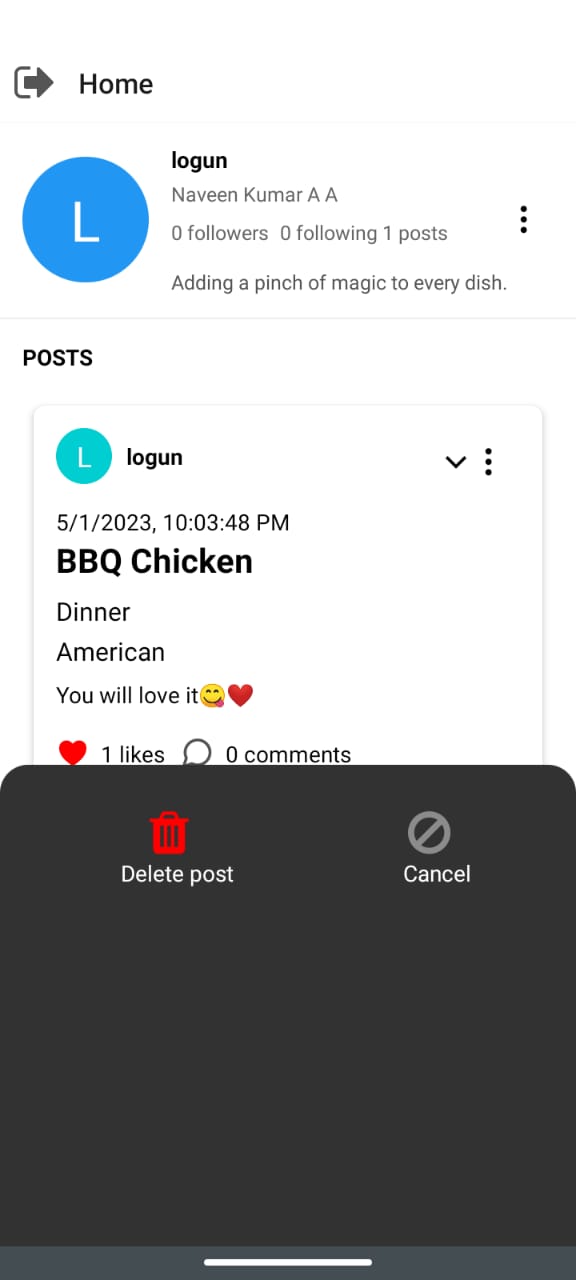 Home
logun
Naveen Kumar A A
0 followers 0 following 1 posts
Adding a pinch of magic to every dish.
L
POSTS
L
logun
5/1/2023, 10:03:48 PM
BBQ Chicken
Dinner
American
You will love it😋❤️
1 likes 0 comments
Delete post Cancel